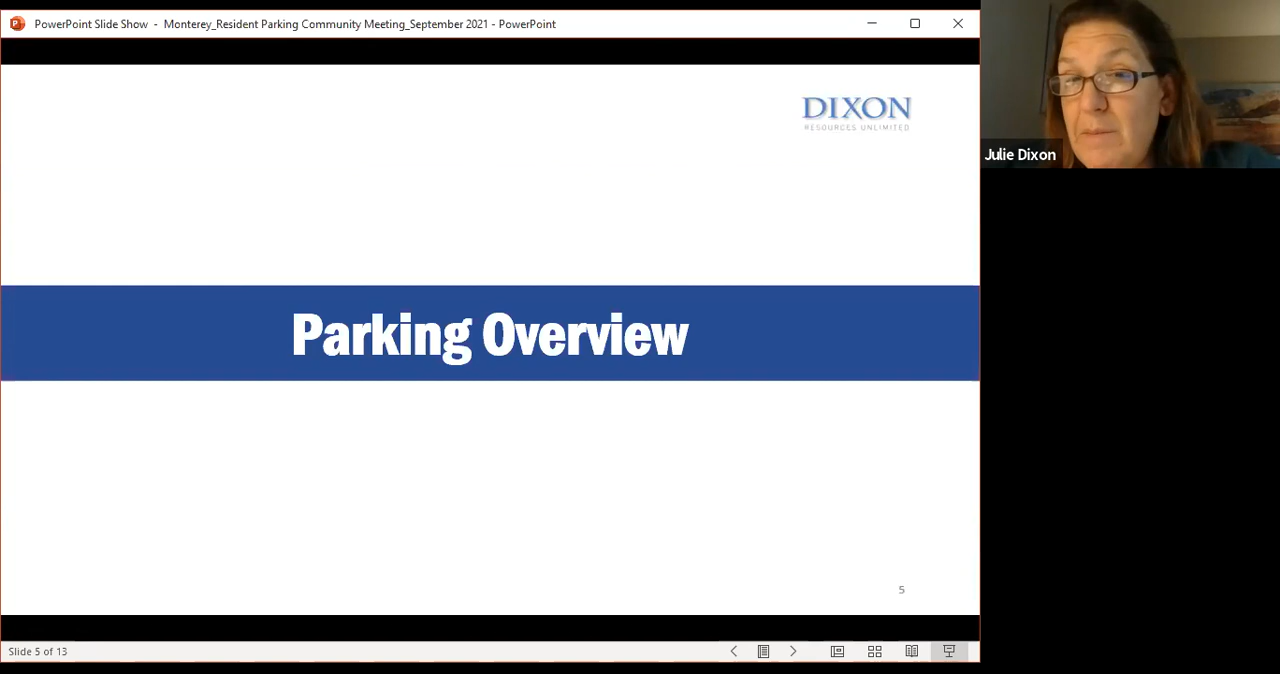 PowerPoint Slide Show - Monterey_Resident Parking Community Meeting_September 2021 - PowerPoint
DIXON
RESOURCES UNLIMITED
Julie Dixon
Parking Overview
5
Slide 5 of 13